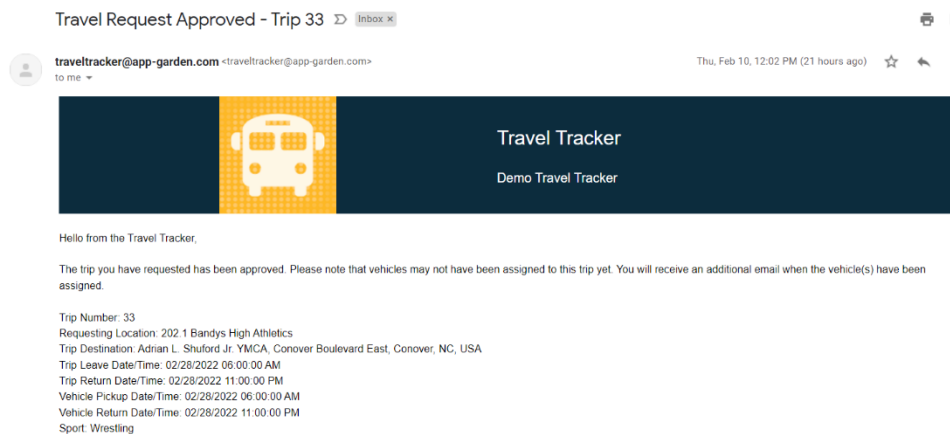 Travel Request Approved - Trip 33 Inbox ×
traveltracker@app-garden.com <traveltracker@app-garden.com> Thu, Feb 10, 12:02 PM (21 hours ago)
to me
Travel Tracker
Demo Travel Tracker
Hello from the Travel Tracker,
The trip you have requested has been approved. Please note that vehicles may not have been assigned to this trip yet. You will receive an additional email when the vehicle(s) have been
assigned.
Trip Number: 33
Requesting Location: 202.1 Bandys High Athletics
Trip Destination: Adrian L. Shuford Jr. YMCA, Conover Boulevard East, Conover, NC, USA
Trip Leave Date/Time: 02/28/2022 06:00:00 AM
Trip Return Date/Time: 02/28/2022 11:00:00 PM
Vehicle Pickup Date/Time: 02/28/2022 06:00:00 AM
Vehicle Return Date/Time: 02/28/2022 11:00:00 PM
Sport: Wrestling